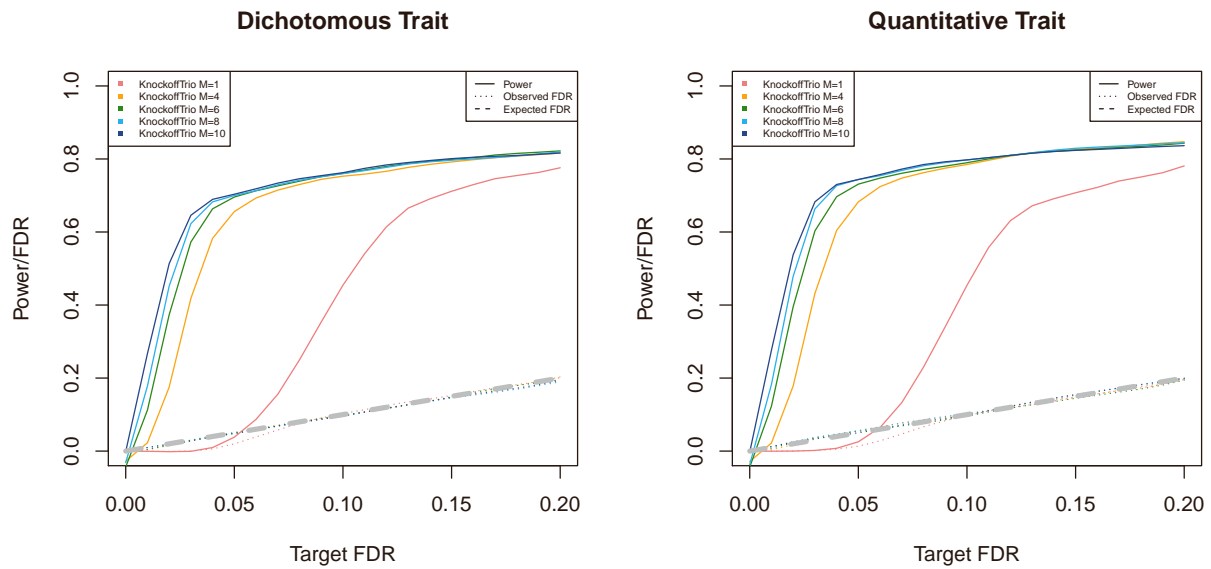 Dichotomous Trait
KnockoffTrio M=1
KnockoffTrio M=4
KnockoffTrio M=6
KnockoffTrio M=8
KnockoffTrio M=10
Power
Observed FDR
Expected FDR
Power/FDR
1.0
0.8
0.6
0.4
0.2
0.0
0.00 0.05 0.10 0.15 0.20
Target FDR
Quantitative Trait
KnockoffTrio M=1
KnockoffTrio M=4
KnockoffTrio M=6
KnockoffTrio M=8
KnockoffTrio M=10
Power
Observed FDR
Expected FDR
Power/FDR
1.0
0.8
0.6
0.4
0.2
0.0
0.00 0.05 0.10 0.15 0.20
Target FDR